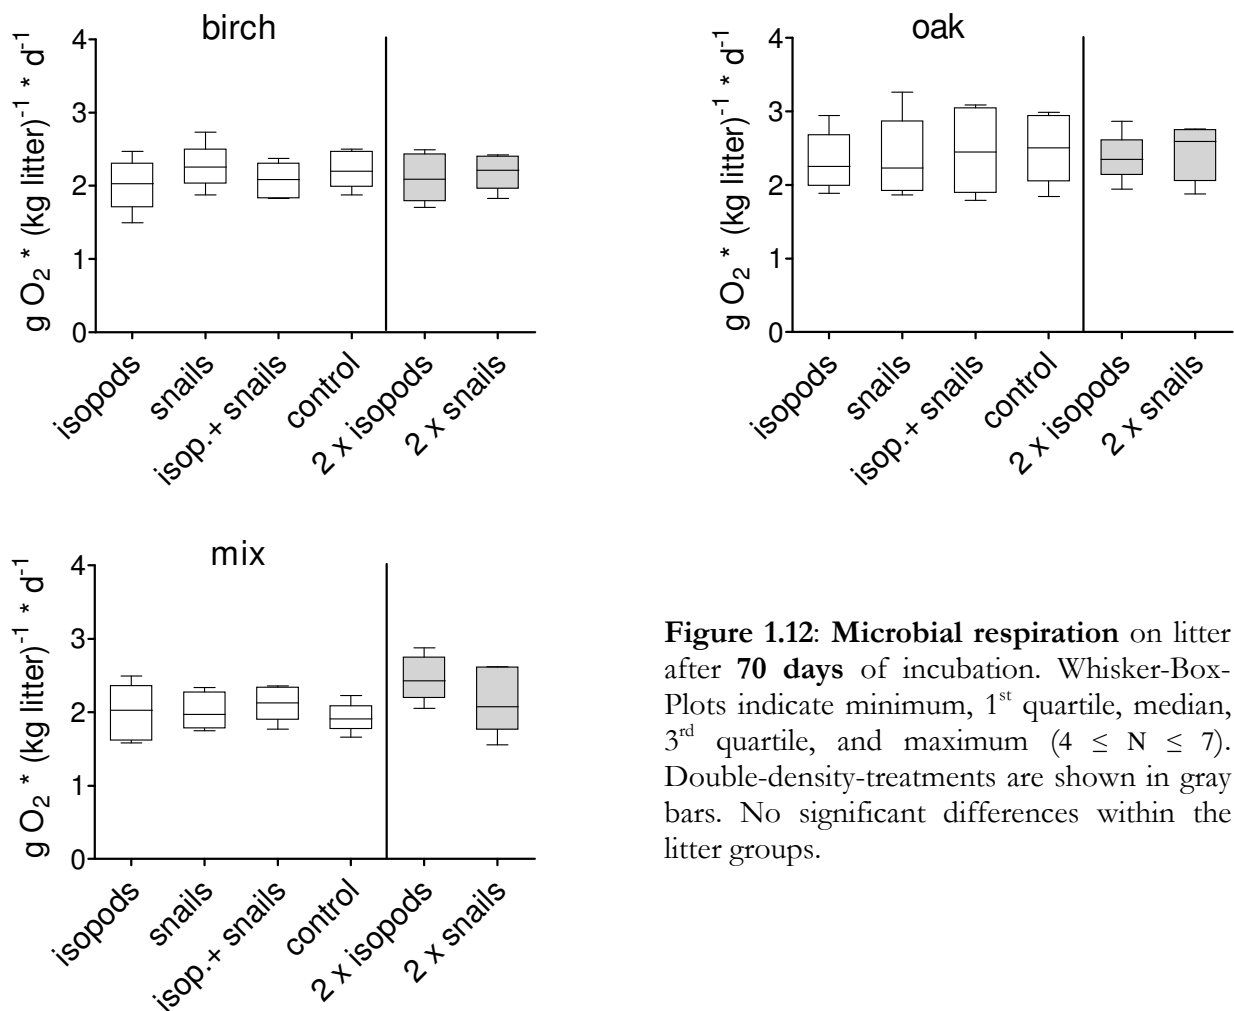 birch
g O2 * (kg litter)-1 * d-1
4
3
2
1
0
isopods
snails
isop.+ snails
control
2 x isopods
2 x snails
oak
g O2 * (kg litter)-1 * d-1
4
3
2
1
0
isopods
snails
isop.+ snails
control
2 x isopods
2 x snails
mix
g O2 * (kg litter)-1 * d-1
4
3
2
1
0
isopods
snails
isop.+ snails
control
2 x isopods
2 x snails
Figure 1.12: Microbial respiration on litter
after 70 days of incubation. Whisker-Box-
Plots indicate minimum, 1st quartile, median,
3rd quartile, and maximum (4 ≤ N ≤ 7).
Double-density-treatments are shown in gray
bars. No significant differences within the
litter groups.